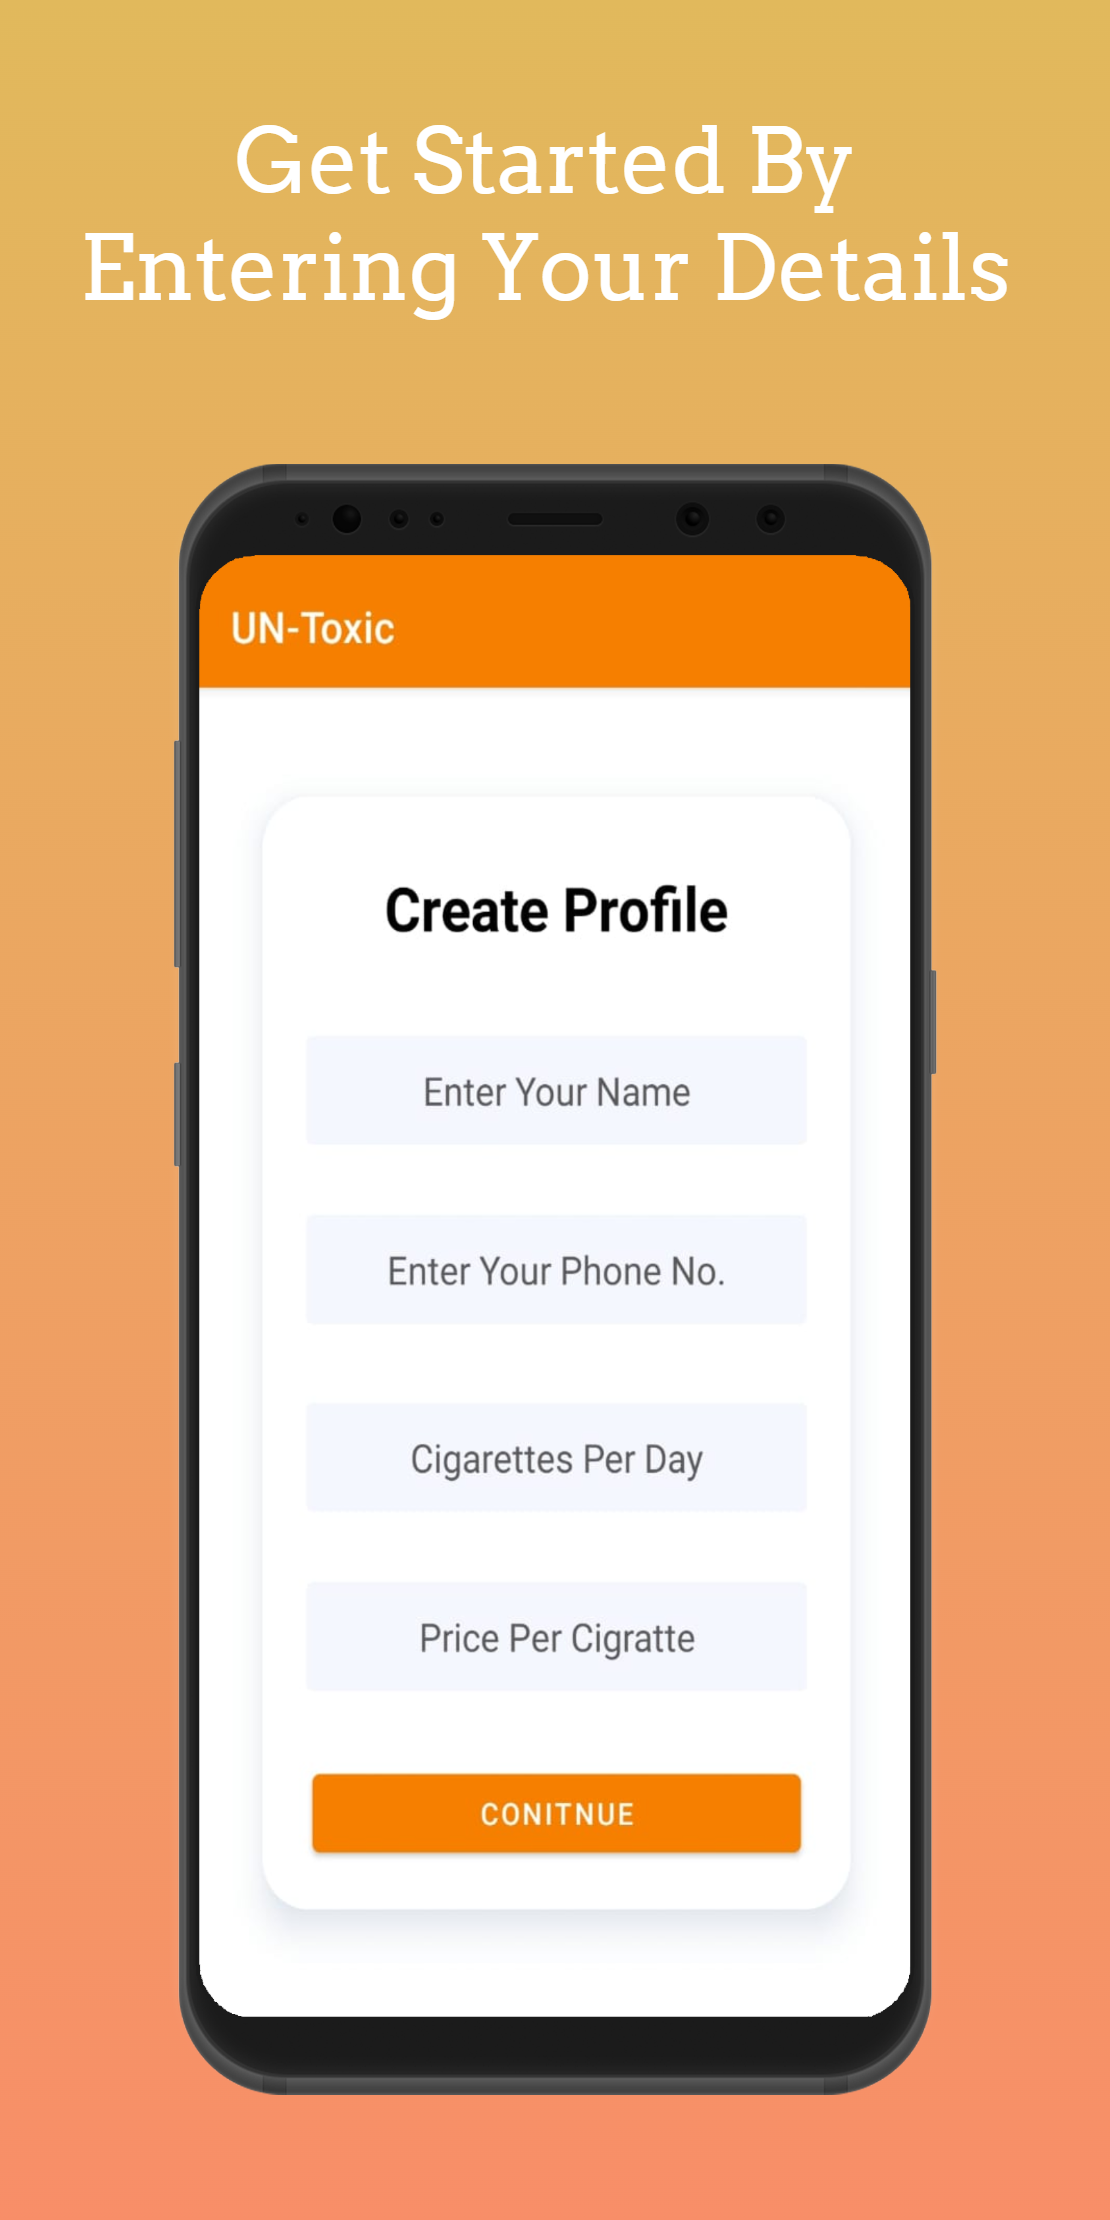 Get Started By
Entering Your Details
UN-Toxic
Create Profile
Enter Your Name
Enter Your Phone No.
Cigarettes Per Day
Price Per Cigratte
CONITNUE